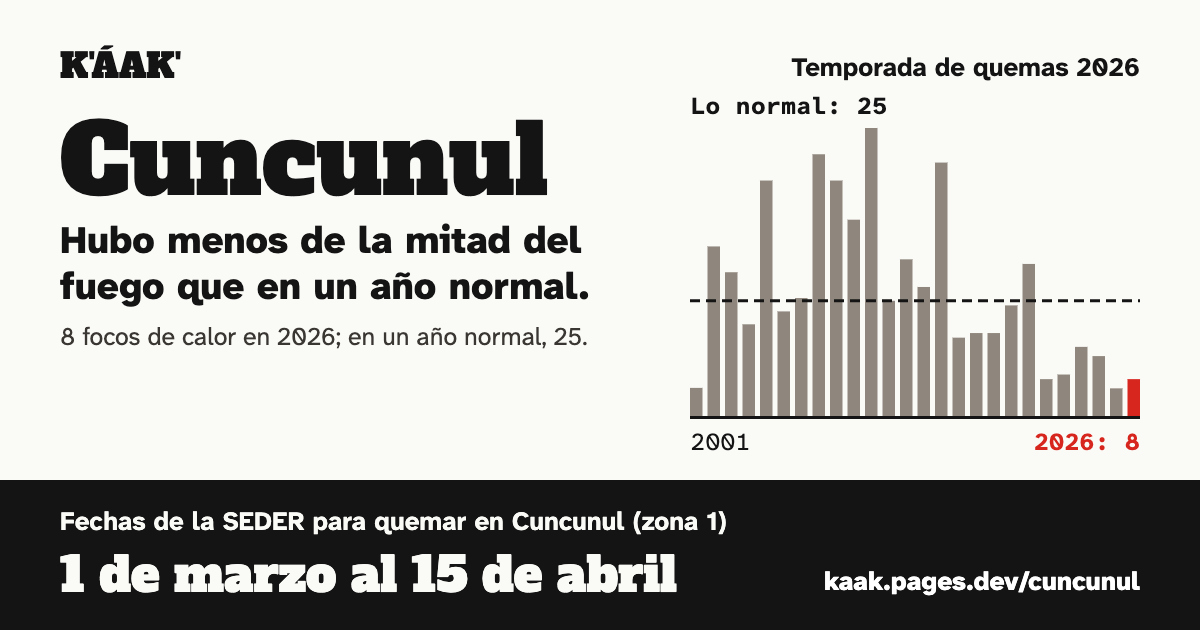 K'ÁAK'
Cuncunul
Hubo menos de la mitad del
fuego que en un año normal.
8 focos de calor en 2026; en un año normal, 25.
Temporada de quemas 2026
Lo normal: 25
2001
2026: 8
Fechas de la SEDER para quemar en Cuncunul (zona 1)
1 de marzo al 15 de abril
kaak.pages.dev/cuncunul